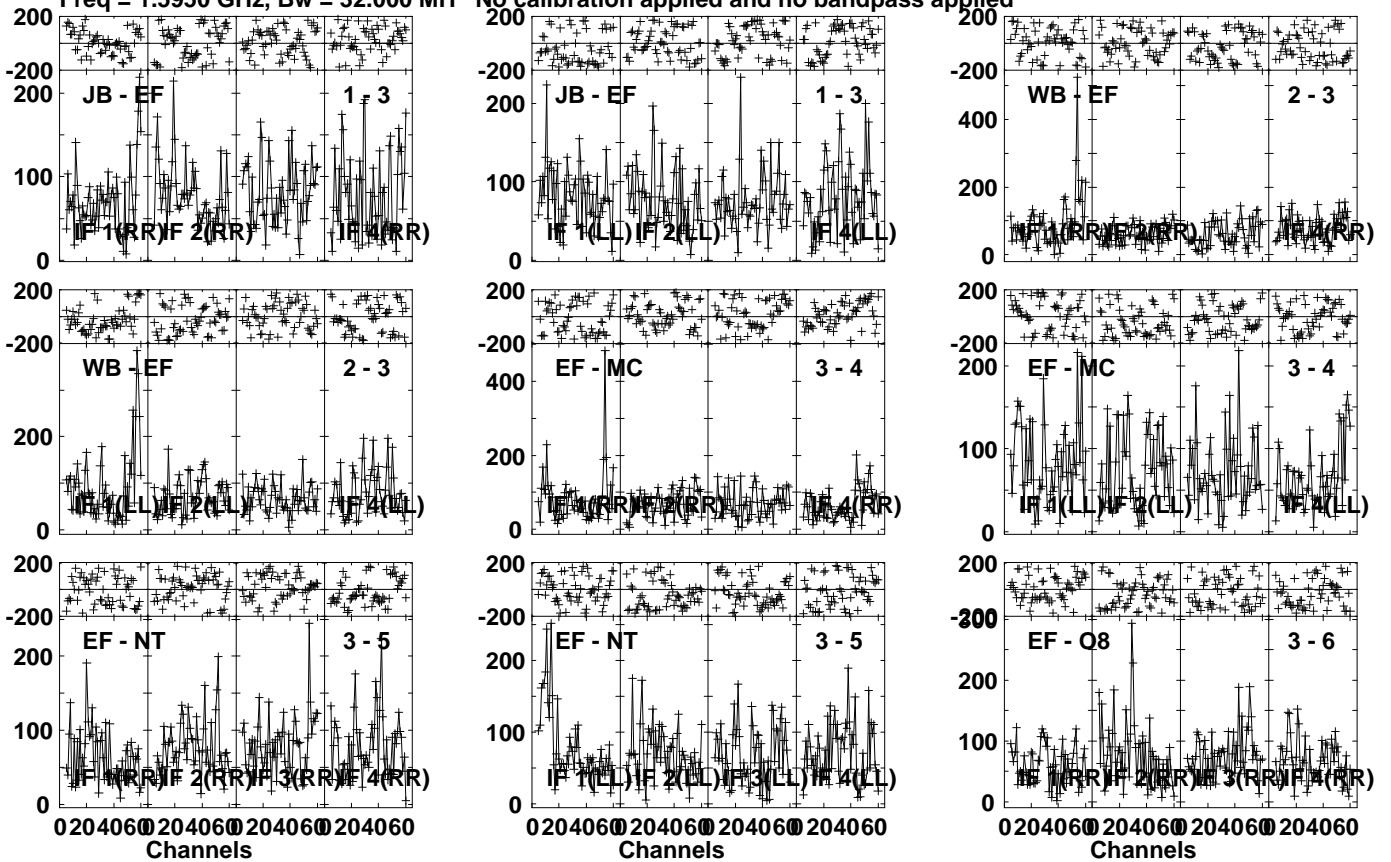 Freq = 1.5950 GHz, Bw = 32.000 MH No calibration applied and no bandpass applied
200
-200
JB - EF
1 - 3
200
100
0
IF 1(RR) IF 2(RR) IF 4(RR)
200
-200
JB - EF
1 - 3
200
100
0
IF 1(LL) IF 2(LL) IF 4(LL)
200
-200
WB - EF
2 - 3
400
200
0
IF 1(RR) IF 2(RR) IF 4(RR)
200
-200
WB - EF
2 - 3
200
0
IF 1(LL) IF 2(LL) IF 4(LL)
200
-200
EF - MC
3 - 4
400
200
0
IF 1(RR) IF 2(RR) IF 4(RR)
200
-200
EF - MC
3 - 4
200
100
0
IF 1(LL) IF 2(LL) IF 4(LL)
200
-200
EF - NT
3 - 5
200
100
0
IF 1(RR) IF 2(RR) IF 3(RR) IF 4(RR)
0 20 40 60 0 20 40 60 0 20 40 60 0 20 40 60
Channels
200
-200
EF - NT
3 - 5
200
100
0
IF 1(LL) IF 2(LL) IF 3(LL) IF 4(LL)
0 20 40 60 0 20 40 60 0 20 40 60 0 20 40 60
Channels
200
-200
300
EF - O8
3 - 6
200
100
0
IF 1(RR) IF 2(RR) IF 3(RR) IF 4(RR)
0 20 40 60 0 20 40 60 0 20 40 60 0 20 40 60
Channels